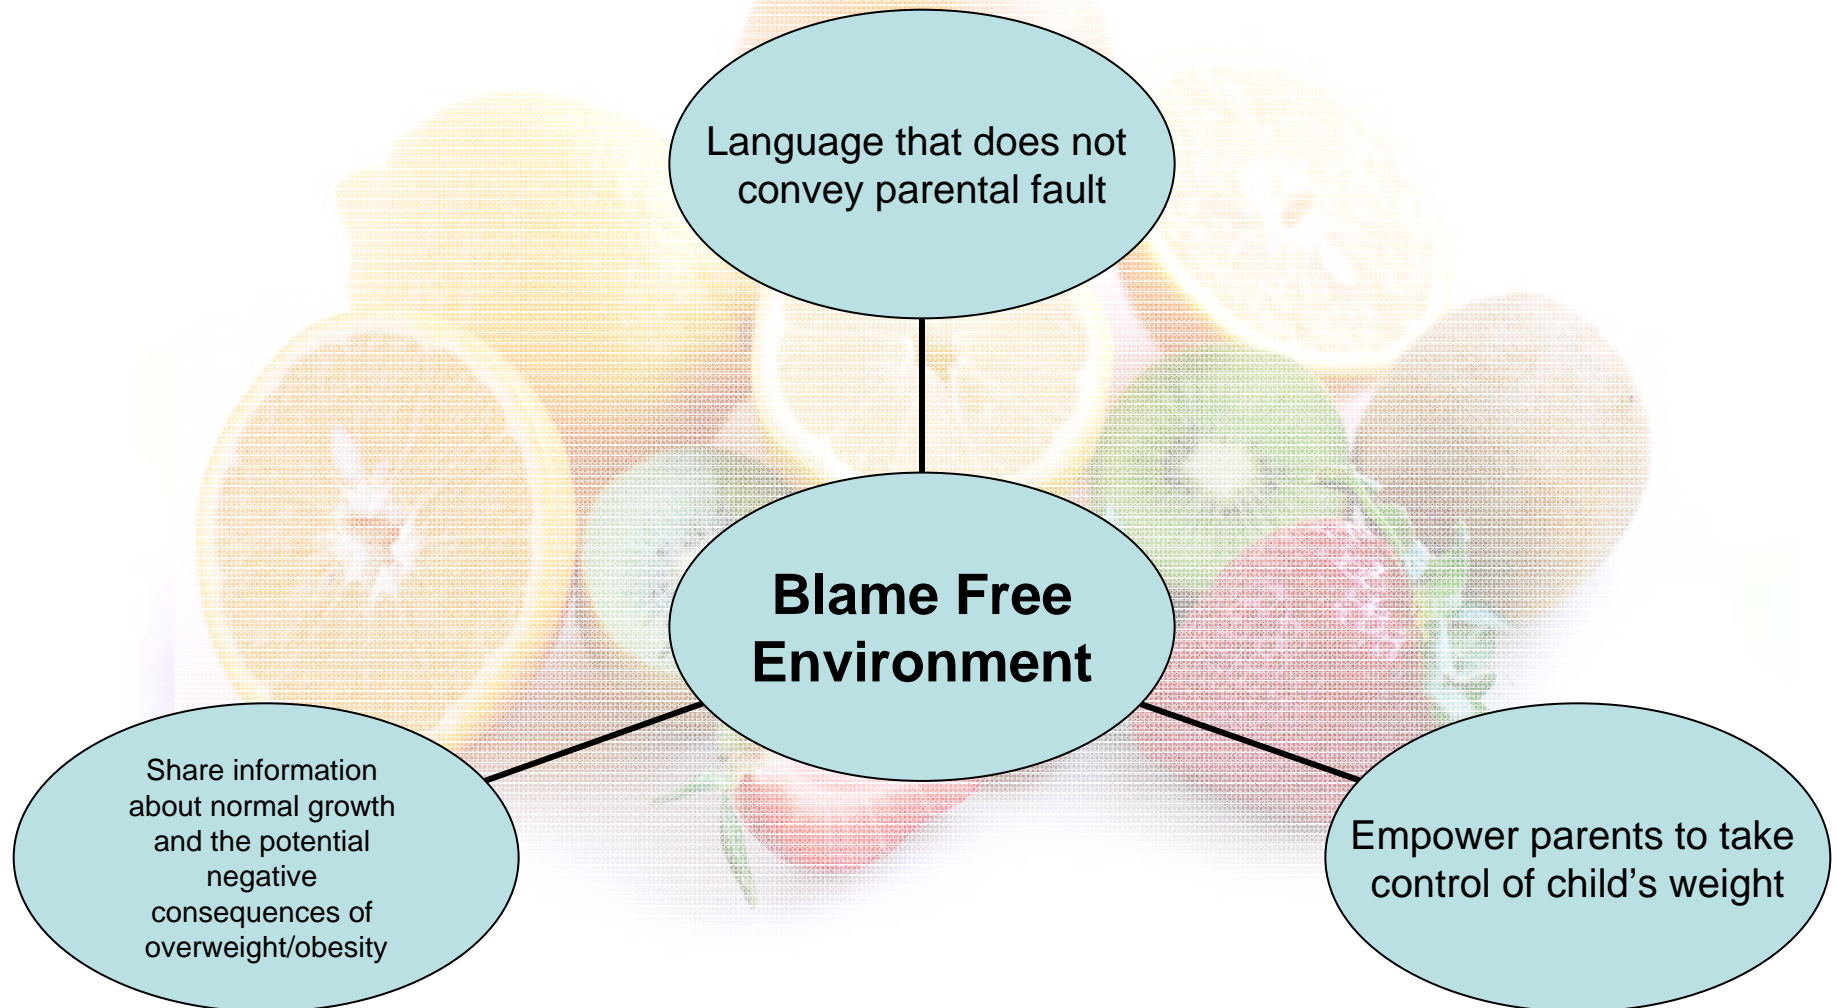 Language that does not
convey parental fault
Blame Free
Environment
Share information
about normal growth
and the potential
negative
consequences of
overweight/obesity
Empower parents to take
control of child’s weight